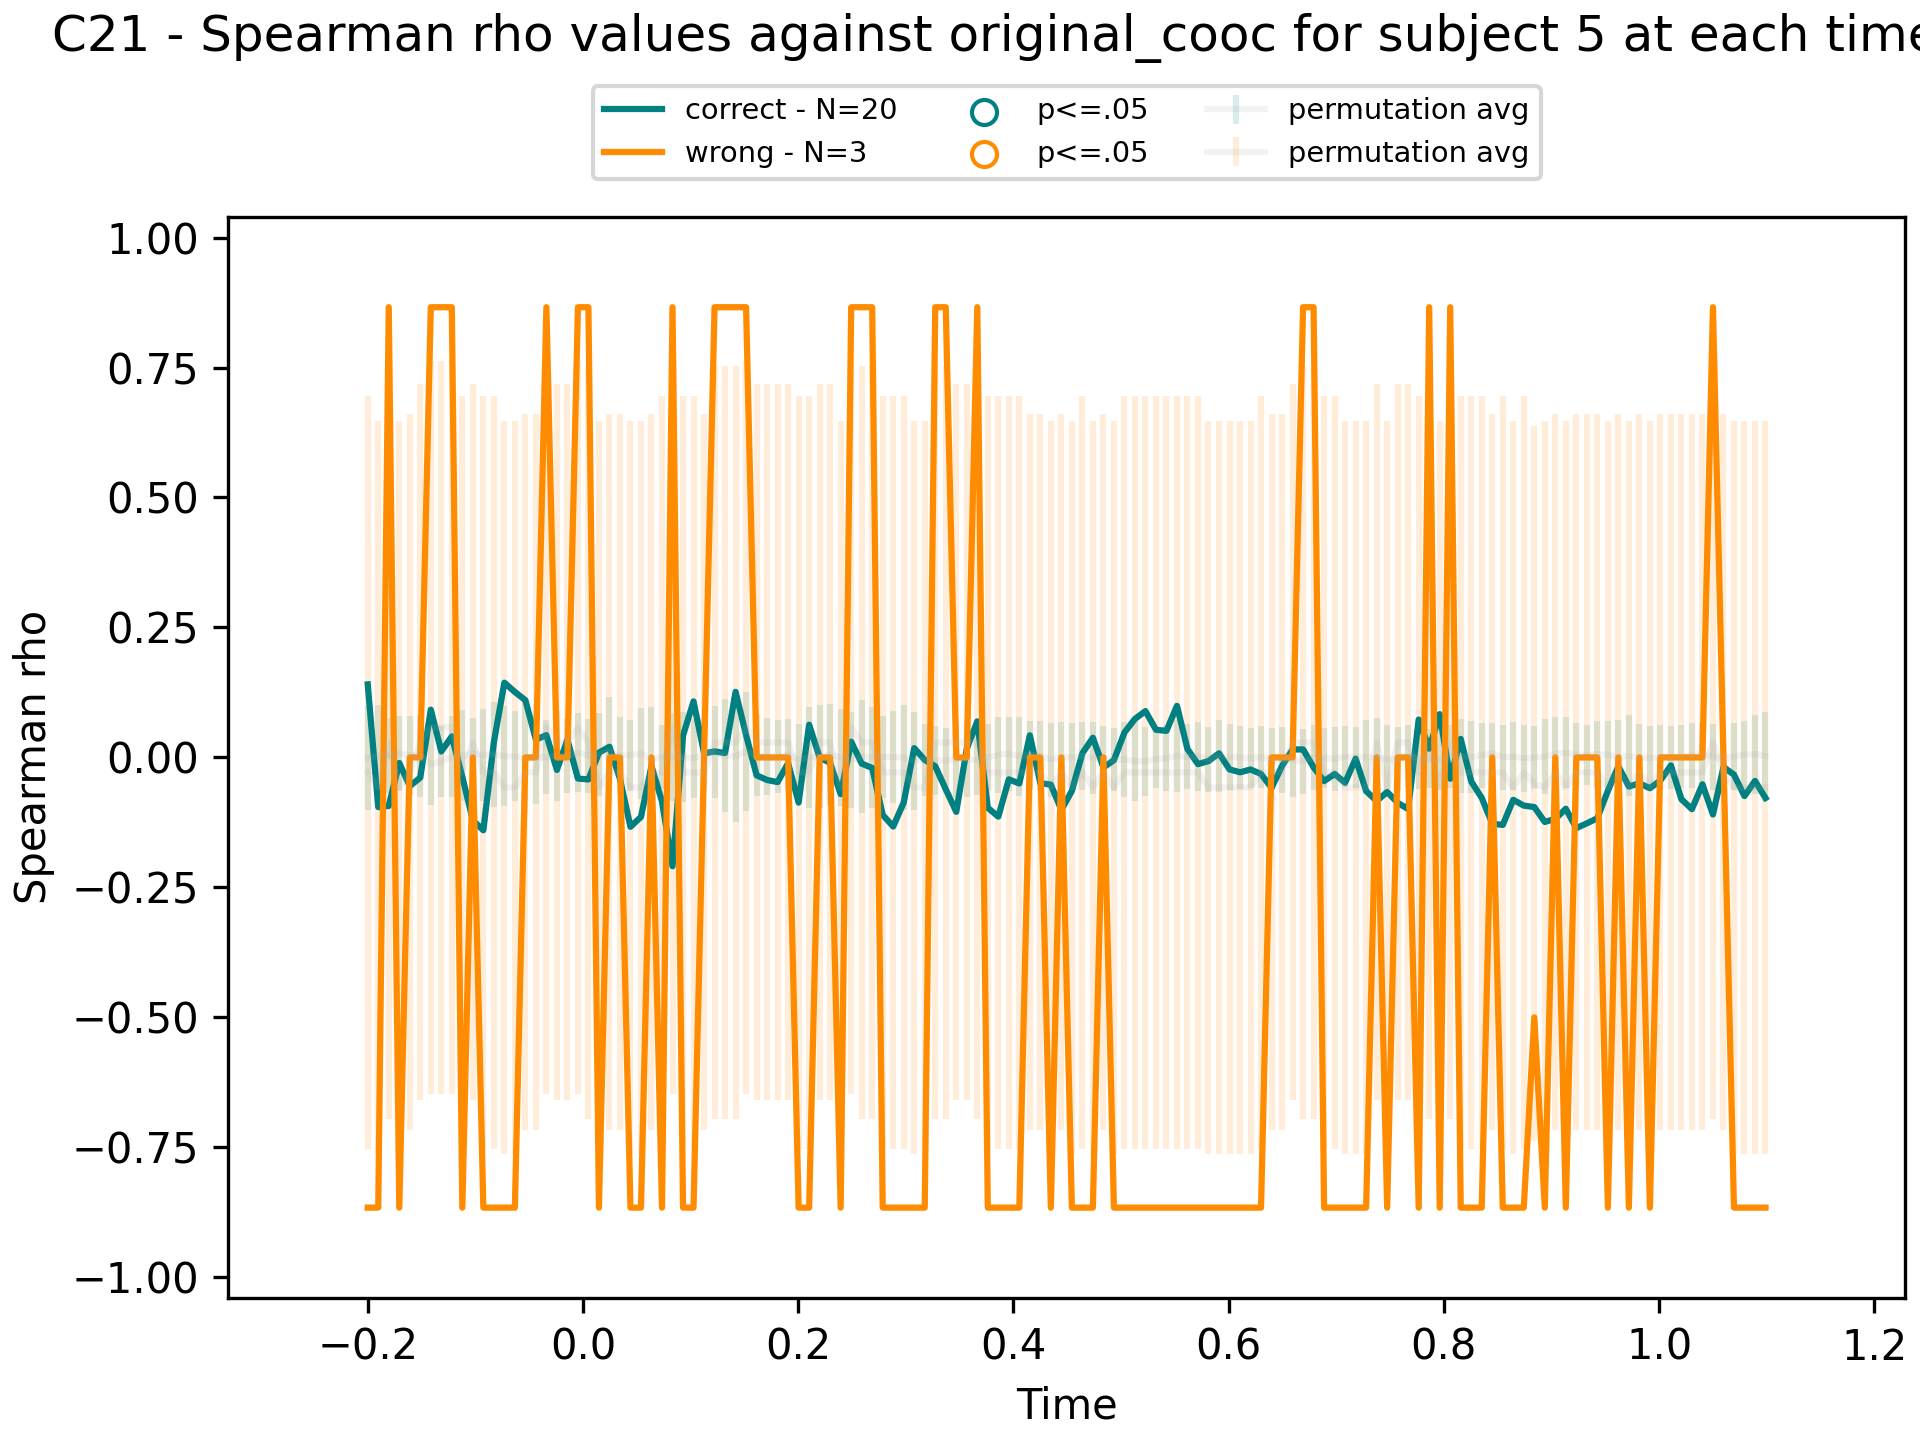 C21 - Spearman rho values against original_cooc for subject 5 at each time
correct - N=20 p<=.05 permutation avg
wrong - N=3 p<=.05 permutation avg
1.00
0.75
0.50
0.25
0.00
−0.25
−0.50
−0.75
−1.00
Spearman rho
−0.2 0.0 0.2 0.4 0.6 0.8 1.0 1.2
Time